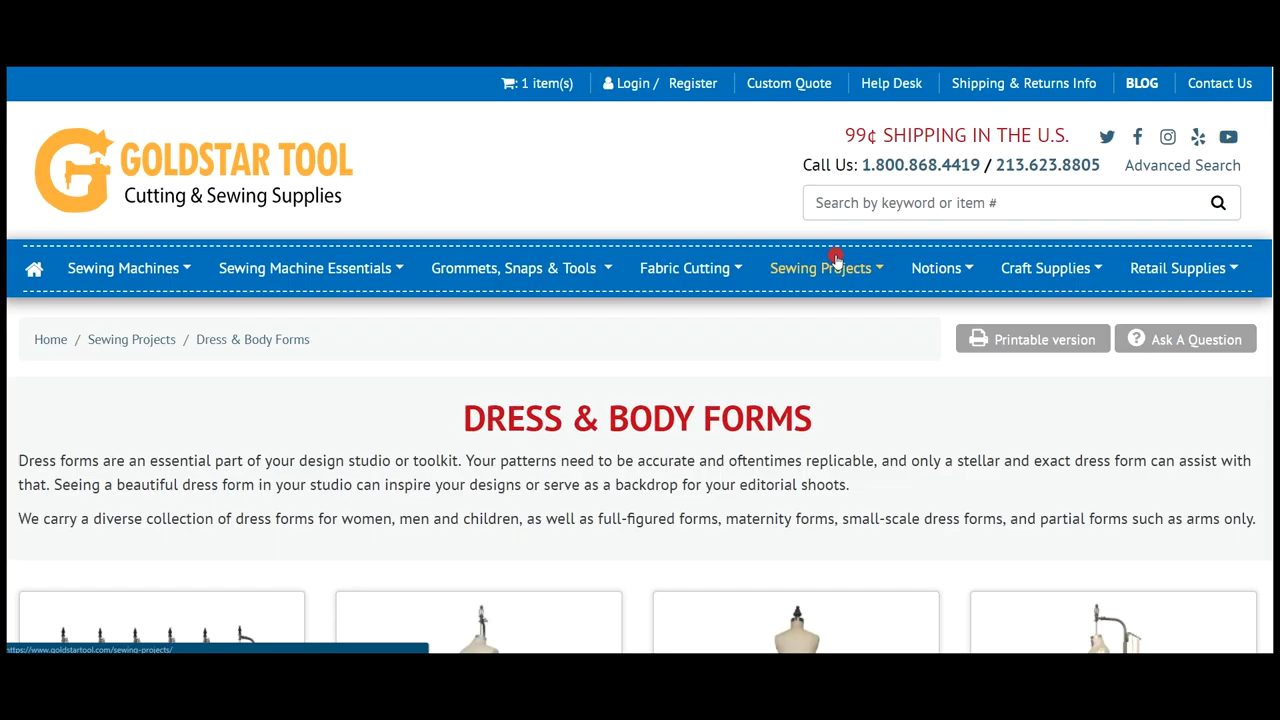 1 item(s) Login / Register Custom Quote Help Desk Shipping & Returns Info BLOG Contact Us
99¢ SHIPPING IN THE U.S.
GOLDSTAR TOOL
Cutting & Sewing Supplies
Call Us: 1.800.868.4419 / 213.623.8805 Advanced Search
Search by keyword or item #
Sewing Machines Sewing Machine Essentials Grommets, Snaps & Tools Fabric Cutting Sewing Projects Notions Craft Supplies Retail Supplies
Home / Sewing Projects / Dress & Body Forms Printable version Ask A Question
DRESS & BODY FORMS
Dress forms are an essential part of your design studio or toolkit. Your patterns need to be accurate and oftentimes replicable, and only a stellar and exact dress form can assist with
that. Seeing a beautiful dress form in your studio can inspire your designs or serve as a backdrop for your editorial shoots.
We carry a diverse collection of dress forms for women, men and children, as well as full-figured forms, maternity forms, small-scale dress forms, and partial forms such as arms only.
https://www.goldstartool.com/sewing-projects/